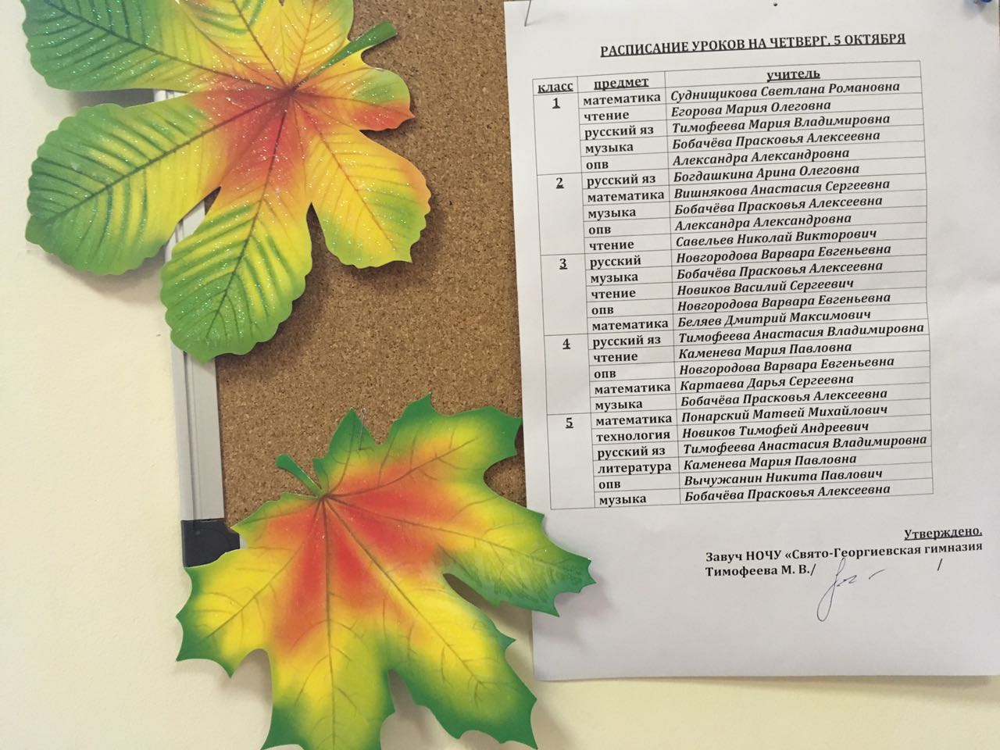 РАСПИСАНИЕ УРОКОВ НА ЧЕТВЕРГ, 5 ОКТЯБРЯ
класс предмет учитель
1 математика Суднищикова Светлана Романовна
чтение Егорова Мария Олеговна
русский яз Тимофеева Мария Владимировна
музыка Бобачёва Прасковья Алексеевна
опв Александра Александровна
2 русский яз Богдашкина Арина Олеговна
математика Вишнякова Анастасия Сергеевна
музыка Бобачёва Прасковья Алексеевна
опв Александра Александровна
чтение Савельев Николай Викторович
3 русский Новгородова Варвара Евгеньевна
музыка Бобачёва Прасковья Алексеевна
чтение Новиков Василий Сергеевич
опв Новгородова Варвара Евгеньевна
математика Беляев Дмитрий Максимович
4 русский яз Тимофеева Анастасия Владимировна
чтение Каменева Мария Павловна
опв Новгородова Варвара Евгеньевна
математика Картаева Дарья Сергеевна
музыка Бобачёва Прасковья Алексеевна
5 математика Понарский Матвей Михайлович
технология Новиков Тимофей Андреевич
русский яз Тимофеева Анастасия Владимировна
литература Каменева Мария Павловна
опв Вычужанин Никита Павлович
музыка Бобачёва Прасковья Алексеевна
Утверждено.
Завуч НОЧУ «Свято-Георгиевская гимназия
Тимофеева М. В./ /